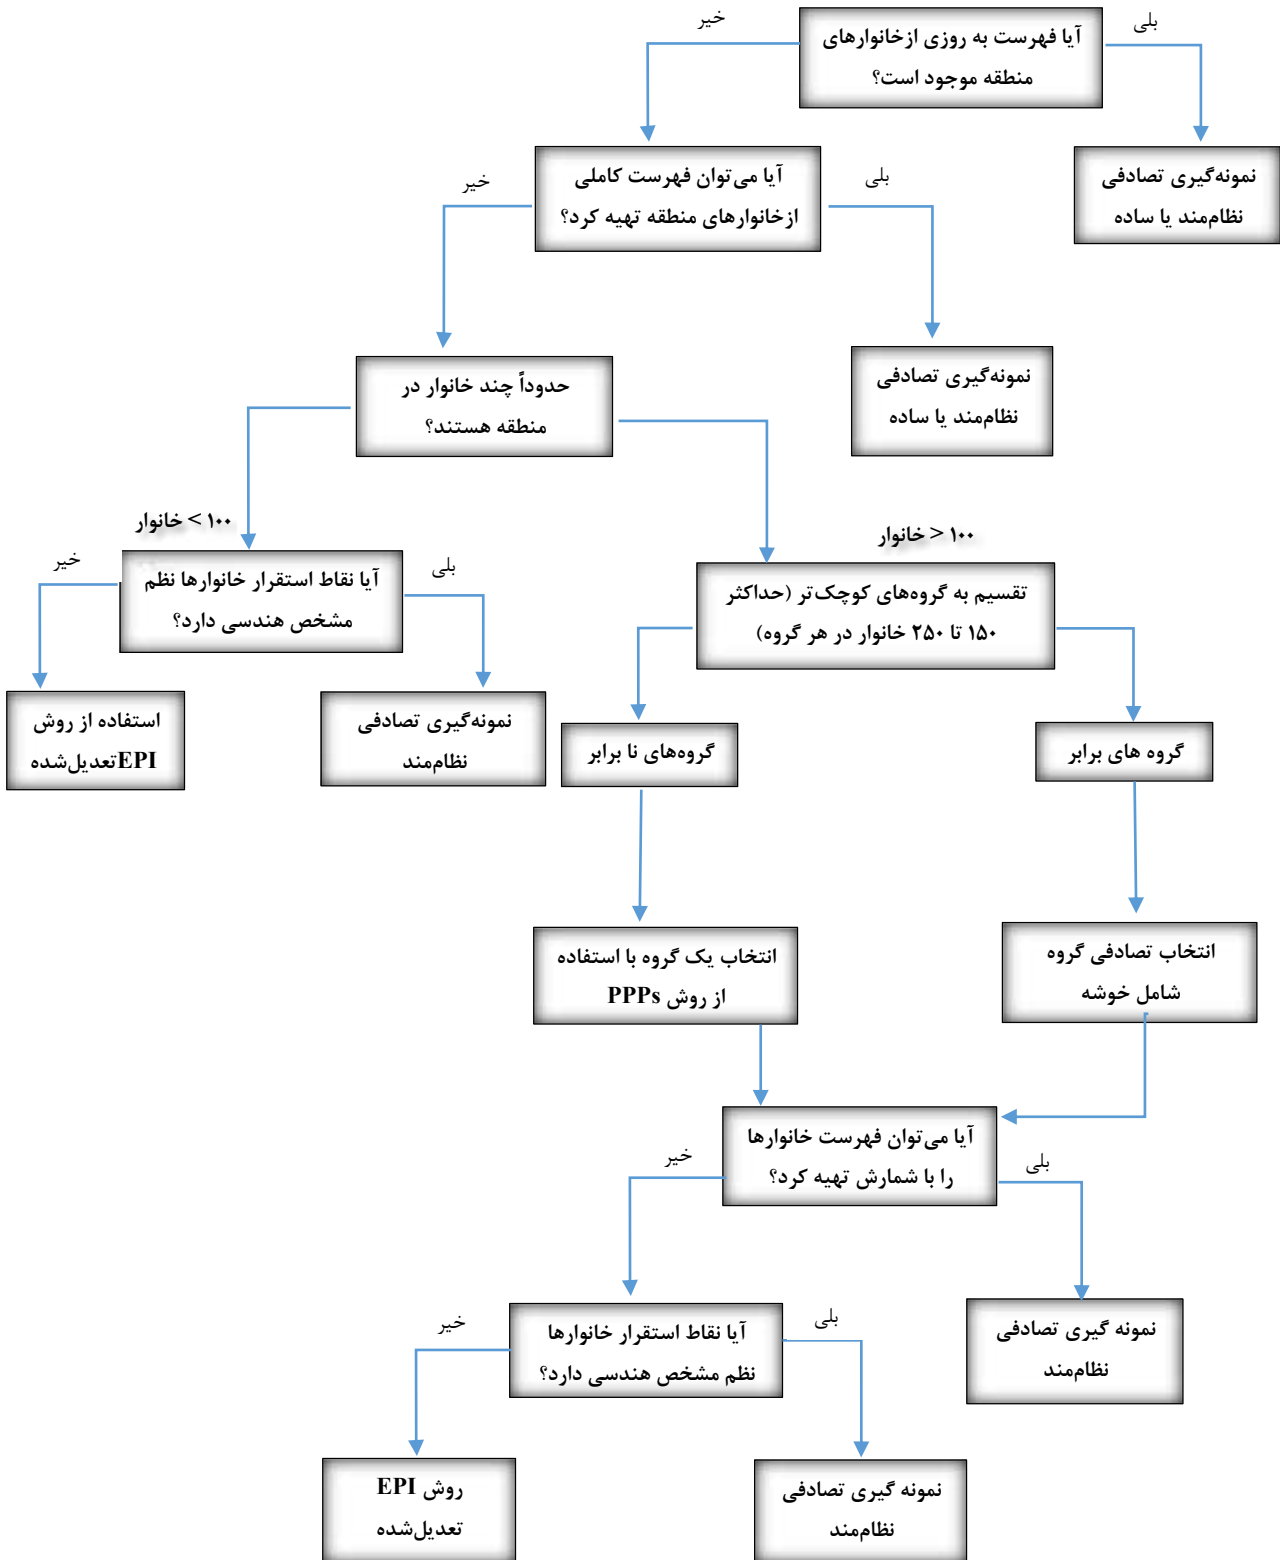 بلی
خیر
آیا فهرست به روزی ازخانوارهای
منطقه موجود است؟
نمونه‌گیری تصادفی
نظام‌مند یا ساده
آیا می‌توان فهرست کاملی
ازخانوارهای منطقه تهیه کرد؟
بلی
خیر
نمونه‌گیری تصادفی
نظام‌مند یا ساده
حدوداً چند خانوار در
منطقه هستند؟
۱۰۰ < خانوار
۱۰۰ > خانوار
تقسیم به گروه‌های کوچک‌تر (حداکثر
۱۵۰ تا ۲۵۰ خانوار در هر گروه)
بلی
آیا نقاط استقرار خانوارها نظم
مشخص هندسی دارد؟
خیر
گروه های برابر
گروه‌های نا برابر
نمونه‌گیری تصادفی
نظام‌مند
استفاده از روش
EPI تعدیل‌شده
انتخاب تصادفی گروه
شامل خوشه
انتخاب یک گروه با استفاده
از روش PPPs
آیا می‌توان فهرست خانوارها
را با شمارش تهیه کرد؟
بلی
خیر
نمونه گیری تصادفی
نظام‌مند
آیا نقاط استقرار خانوارها
نظم مشخص هندسی دارد؟
بلی
خیر
نمونه گیری تصادفی
نظام‌مند
روش EPI
تعدیل‌شده